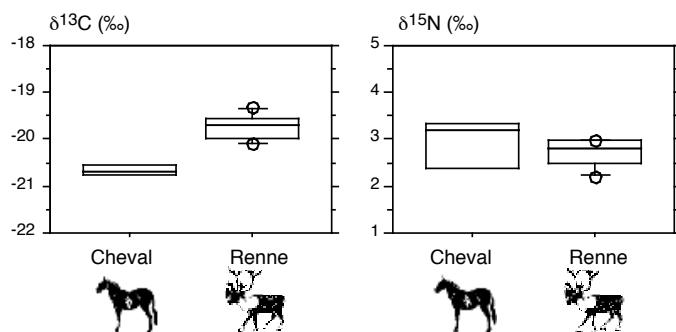 δ¹³C (‰)
-18
-19
-20
-21
-22
Cheval Renne
δ¹⁵N (‰)
5
4
3
2
1
Cheval Renne